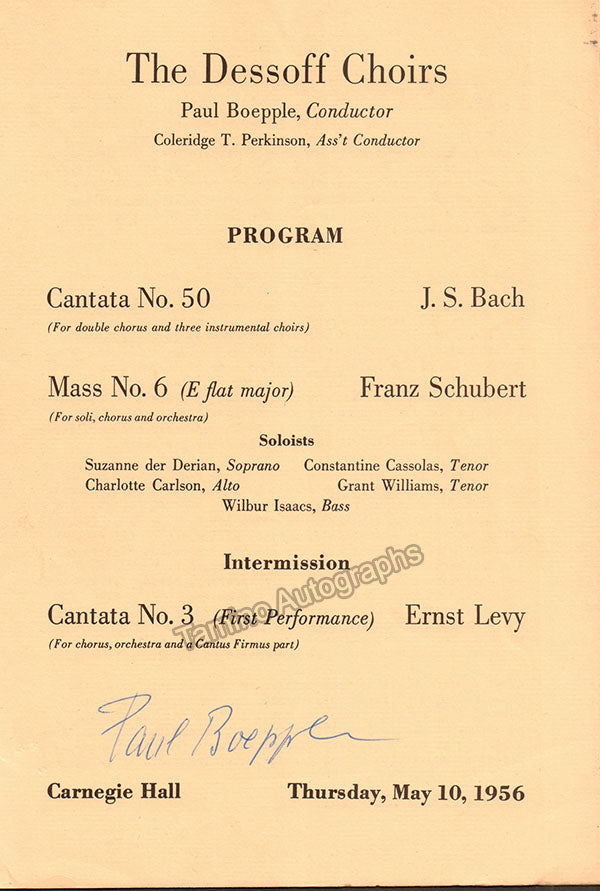 The Dessoff Choirs
Paul Boepple, Conductor
Coleridge T. Perkinson, Ass't Conductor
PROGRAM
Cantata No. 50 J. S. Bach
(For double chorus and three instrumental choirs)
Mass No. 6 (E flat major) Franz Schubert
(For soli, chorus and orchestra)
Soloists
Suzanne der Derian, Soprano Constantine Cassolas, Tenor
Charlotte Carlson, Alto Grant Williams, Tenor
Wilbur Isaacs, Bass
Intermission
Tamino Autographs
Cantata No. 3 (First Performance) Ernst Levy
(For chorus, orchestra and a Cantus Firmus part)
Paul Boepple
Carnegie Hall Thursday, May 10, 1956